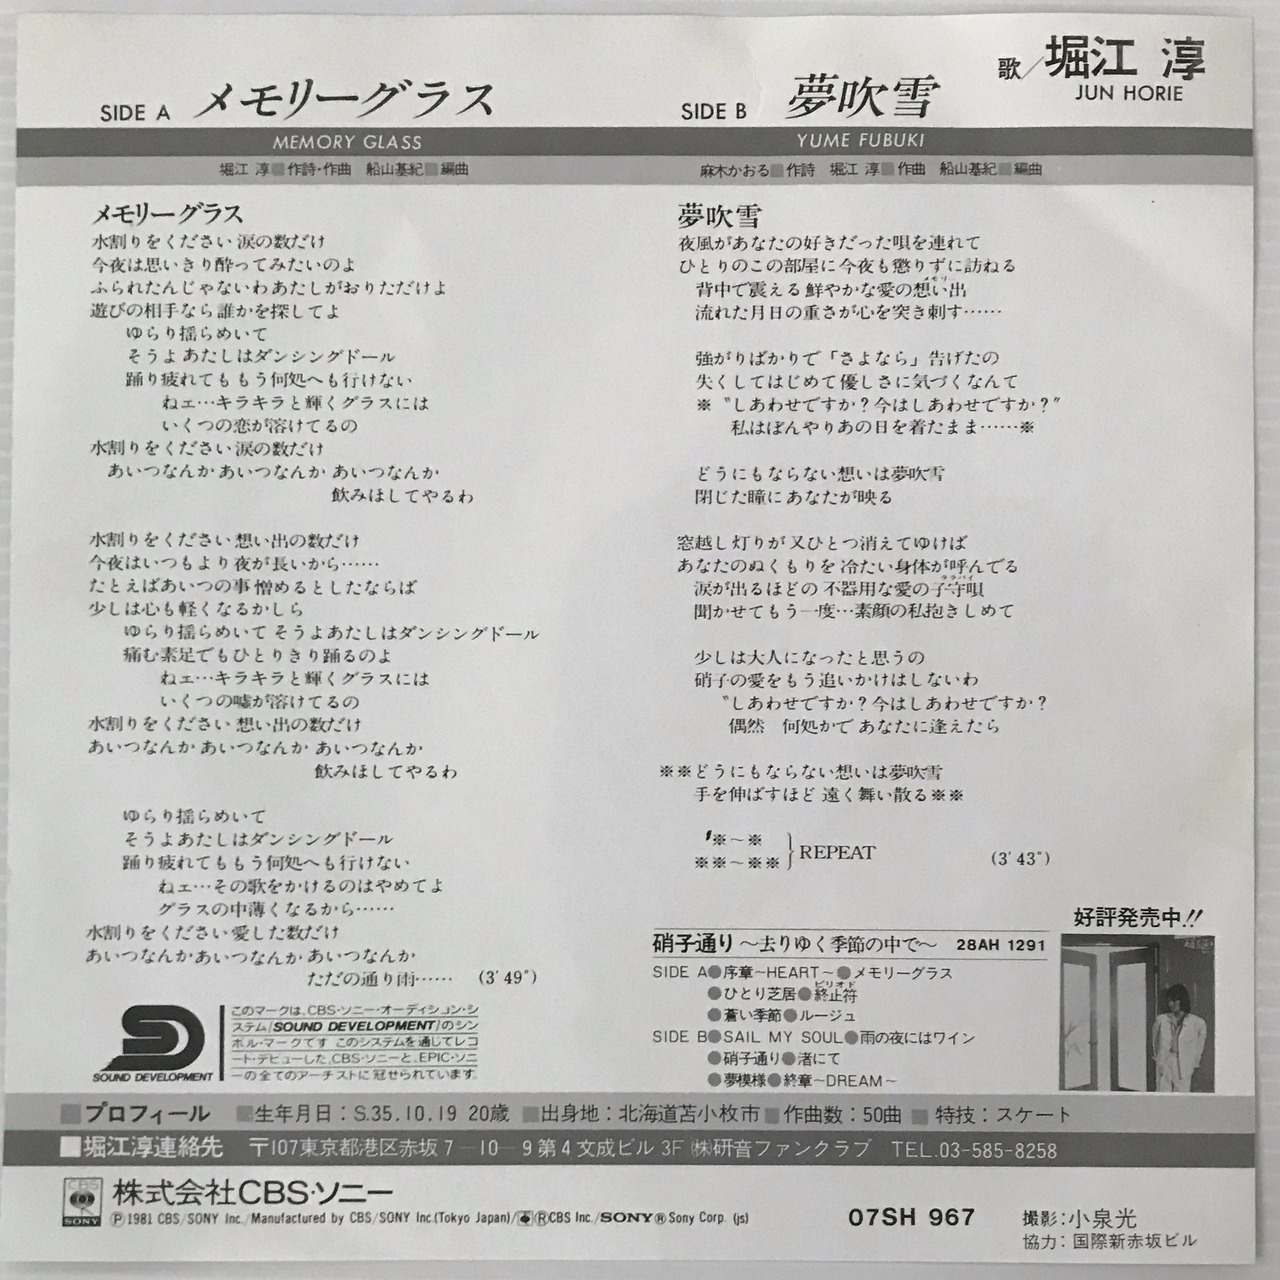 歌／堀江 淳
JUN HORIE
SIDE A メモリーグラス
MEMORY GLASS
堀江 淳■作詩・作曲 船山基紀■編曲
SIDE B 夢吹雪
YUME FUBUKI
麻木かおる■作詩 堀江 淳■作曲 船山基紀■編曲
メモリーグラス
水割りをください 涙の数だけ
今夜は思いきり酔ってみたいのよ
ふられたんじゃないわ あたしがおりただけよ
遊びの相手なら 誰かを探してよ
ゆらり揺らめいて
そうよ あたしはダンシングドール
踊り疲れても もう何処へも行けない
ねェ…キラキラと輝くグラスには
いくつの恋が溶けてるの
水割りをください 涙の数だけ
あいつなんか あいつなんか あいつなんか
飲みほしてやるわ
水割りをください 想い出の数だけ
今夜はいつもより 夜が長いから……
たとえばあいつの事 憎めるとしたならば
少しは心も軽くなるかしら
ゆらり揺らめいて そうよあたしはダンシングドール
痛む素足でもひとりきり踊るのよ
ねェ…キラキラと輝くグラスには
いくつの嘘が溶けてるの
水割りをください 想い出の数だけ
あいつなんか あいつなんか あいつなんか
飲みほしてやるわ
ゆらり揺らめいて
そうよあたしはダンシングドール
踊り疲れてももう何処へも行けない
ねェ…その歌をかけるのはやめてよ
グラスの中薄くなるから……
水割りをください 愛した数だけ
あいつなんかあいつなんか あいつなんか
ただの通り雨…… (3′49″)
夢吹雪
夜風があなたの好きだった唄を連れて
ひとりのこの部屋に今夜も懲りずに訪ねる
メモリ
背中で震える 鮮やかな愛の想い出
流れた月日の重さが心を突き刺す……
強がりばかりで「さよなら」告げたの
失くしてはじめて優しさに気づくなんて
※〝しあわせですか？今はしあわせですか？〞
私はぼんやりあの日を着たまま……※
どうにもならない想いは夢吹雪
閉じた瞳に あなたが映る
窓越し灯りが 又ひとつ消えてゆけば
あなたのぬくもりを 冷たい身体が呼んでる
ララバイ
涙が出るほどの 不器用な愛の子守唄
聞かせてもう一度…素顔の私抱きしめて
少しは大人になったと思うの
硝子の愛をもう追いかけはしないわ
〝しあわせですか？今はしあわせですか？
偶然 何処かで あなたに逢えたら
※※どうにもならない想いは夢吹雪
手を伸ばすほど 遠く舞い散る※※
※～※
※※～※※ } REPEAT (3′43″)
好評発売中!!
硝子通り ～去りゆく季節の中で～ 28AH 1291
SIDE A●序章～HEART～●メモリーグラス
ピリオド
●ひとり芝居●終止符
●蒼い季節●ルージュ
SIDE B●SAIL MY SOUL●雨の夜にはワイン
●硝子通り●渚にて
●夢模様●終章～DREAM～
SD
SOUND DEVELOPMENT
このマークは、CBS・ソニー・オーディション・シ
ステム[SOUND DEVELOPMENT]のシン
ボル・マークです このシステムを通じてレコ
ート・デビューした、CBS・ソニーと、EPIC・ソニ
ーの全てのアーチストに冠せられています。
■プロフィール ■生年月日：S.35.10.19 20歳 ■出身地：北海道苫小牧市 ■作曲数：50曲 ■特技：スケート
■堀江淳連絡先 〒107東京都港区赤坂7－10－9第4文成ビル 3F ㈱研音ファンクラブ TEL.03-585-8258
CBS
SONY
株式会社CBS・ソニー
Ⓟ1981 CBS/SONY Inc./Manufactured by CBS/SONY Inc.(Tokyo Japan)/ⓇCBS Inc./SONY®Sony Corp. (js)
07SH 967
撮影：小泉光
協力：国際新赤坂ビル